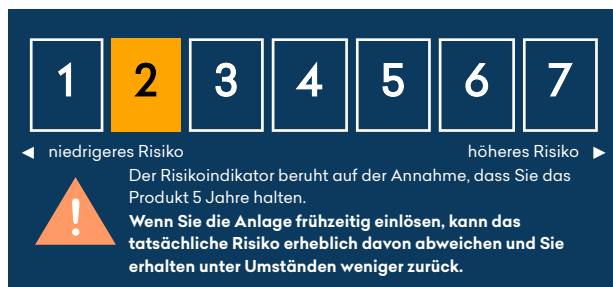 1 2 3 4 5 6 7
◄ niedrigeres Risiko höheres Risiko ►
Der Risikoindikator beruht auf der Annahme, dass Sie das
Produkt 5 Jahre halten.
!
Wenn Sie die Anlage frühzeitig einlösen, kann das
tatsächliche Risiko erheblich davon abweichen und Sie
erhalten unter Umständen weniger zurück.